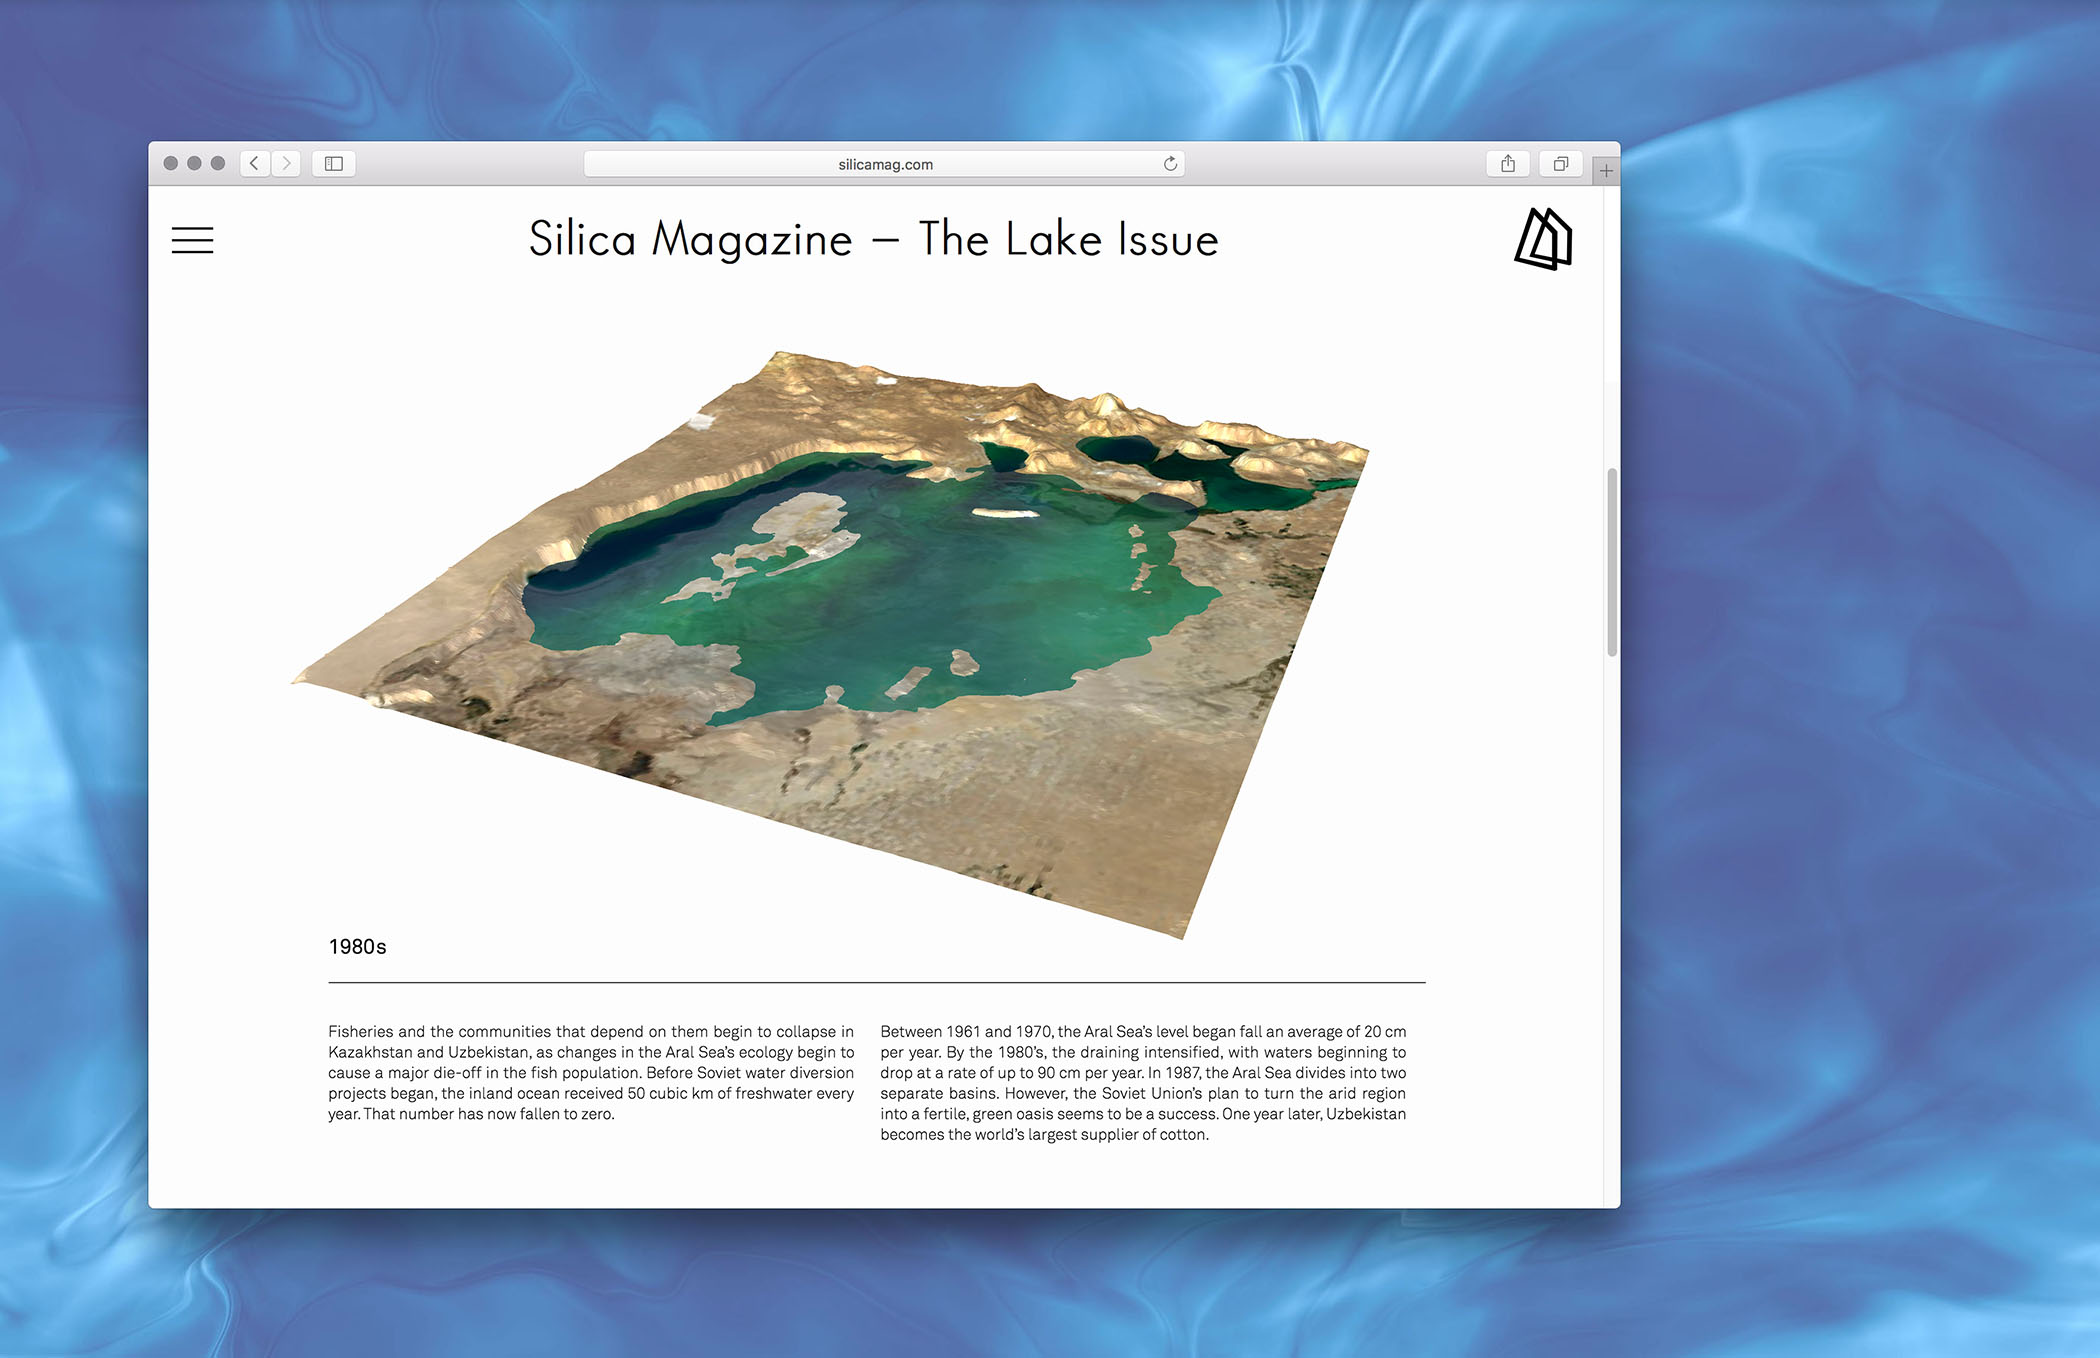 silicamag.com
Silica Magazine – The Lake Issue
1980s
Fisheries and the communities that depend on them begin to collapse in
Kazakhstan and Uzbekistan, as changes in the Aral Sea's ecology begin to
cause a major die-off in the fish population. Before Soviet water diversion
projects began, the inland ocean received 50 cubic km of freshwater every
year. That number has now fallen to zero.
Between 1961 and 1970, the Aral Sea's level began fall an average of 20 cm
per year. By the 1980's, the draining intensified, with waters beginning to
drop at a rate of up to 90 cm per year. In 1987, the Aral Sea divides into two
separate basins. However, the Soviet Union's plan to turn the arid region
into a fertile, green oasis seems to be a success. One year later, Uzbekistan
becomes the world's largest supplier of cotton.